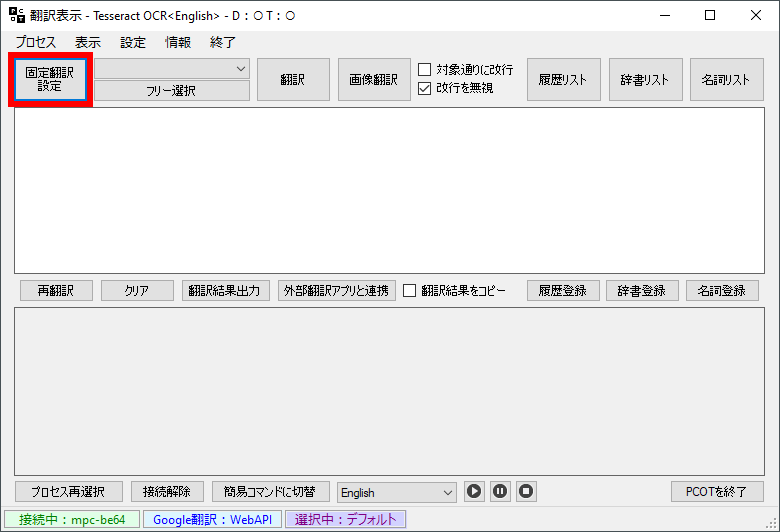 翻訳表示 - Tesseract OCR<English> - D：○ T：○
プロセス 表示 設定 情報 終了
固定翻訳
設定
フリー選択
翻訳
画像翻訳
対象通りに改行
改行を無視
履歴リスト
辞書リスト
名詞リスト
再翻訳
クリア
翻訳結果出力
外部翻訳アプリと連携
翻訳結果をコピー
履歴登録
辞書登録
名詞登録
プロセス再選択
接続解除
簡易コマンドに切替
English
PCOTを終了
接続中：mpc-be64
Google翻訳：WebAPI
選択中：デフォルト